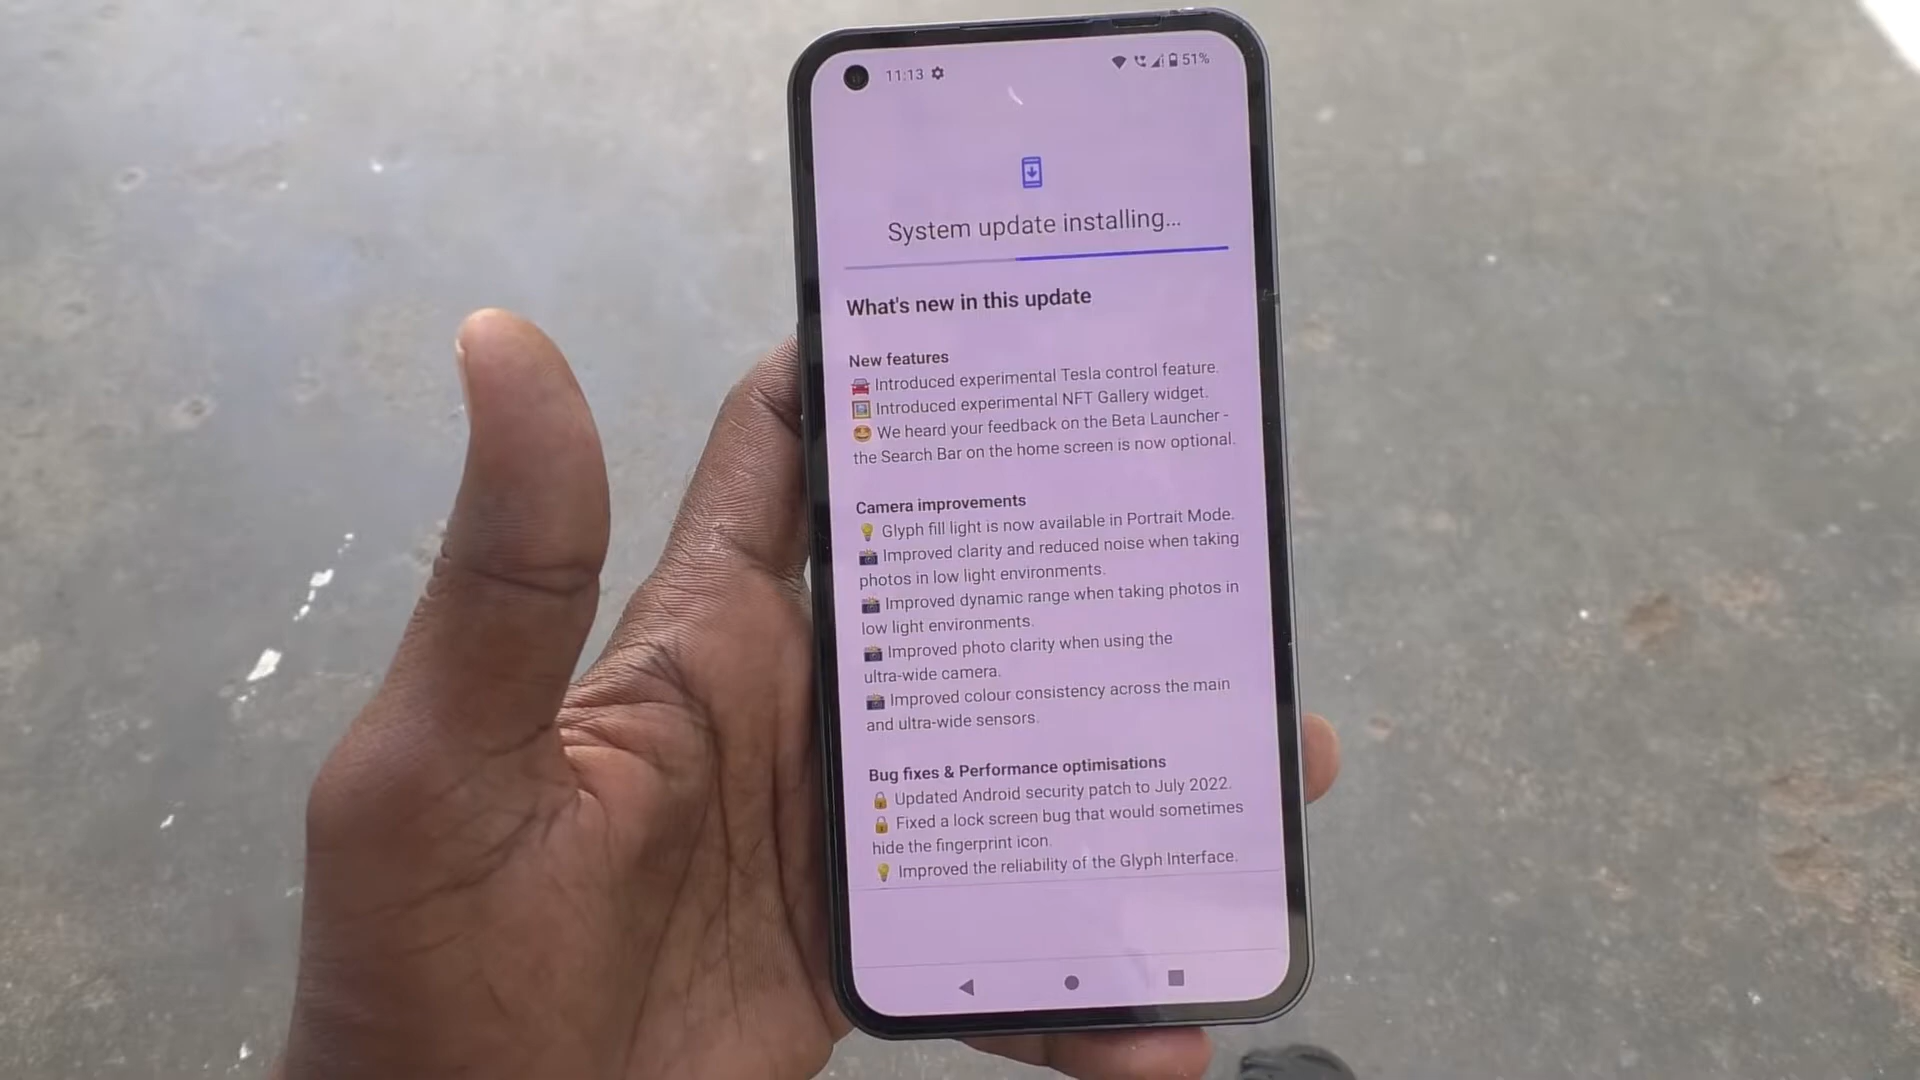 11:13
51%
System update installing...
What's new in this update
New features
🚘 Introduced experimental Tesla control feature.
🖼️ Introduced experimental NFT Gallery widget.
🤩 We heard your feedback on the Beta Launcher -
the Search Bar on the home screen is now optional.
Camera improvements
💡 Glyph fill light is now available in Portrait Mode.
📸 Improved clarity and reduced noise when taking
photos in low light environments.
📸 Improved dynamic range when taking photos in
low light environments.
📸 Improved photo clarity when using the
ultra-wide camera.
📸 Improved colour consistency across the main
and ultra-wide sensors.
Bug fixes & Performance optimisations
🔒 Updated Android security patch to July 2022.
🔒 Fixed a lock screen bug that would sometimes
hide the fingerprint icon.
💡 Improved the reliability of the Glyph Interface.